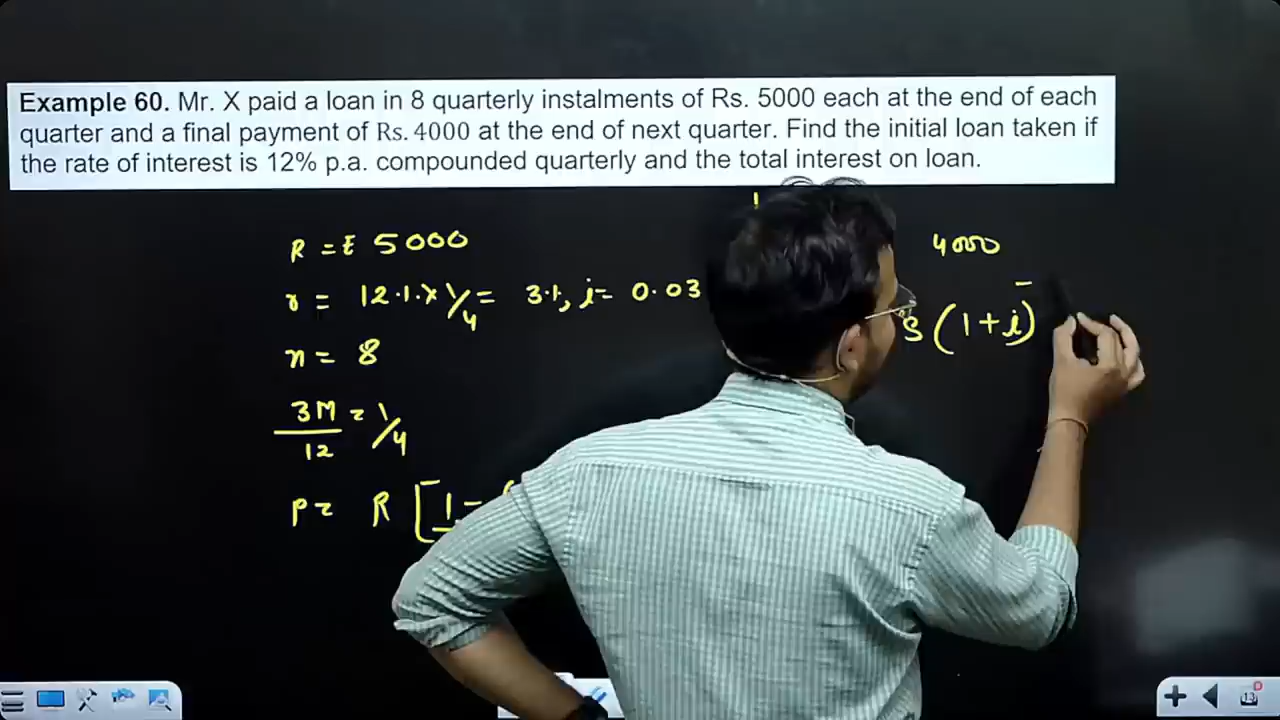 Example 60. Mr. X paid a loan in 8 quarterly instalments of Rs. 5000 each at the end of each
quarter and a final payment of Rs. 4000 at the end of next quarter. Find the initial loan taken if
the rate of interest is 12% p.a. compounded quarterly and the total interest on loan.
R = ₹ 5000
4000
r = 12.1.x 1/4 = 3.1., i = 0.03
S (1+i)^-
n = 8
3M/12 = 1/4
P = R [1 -
13